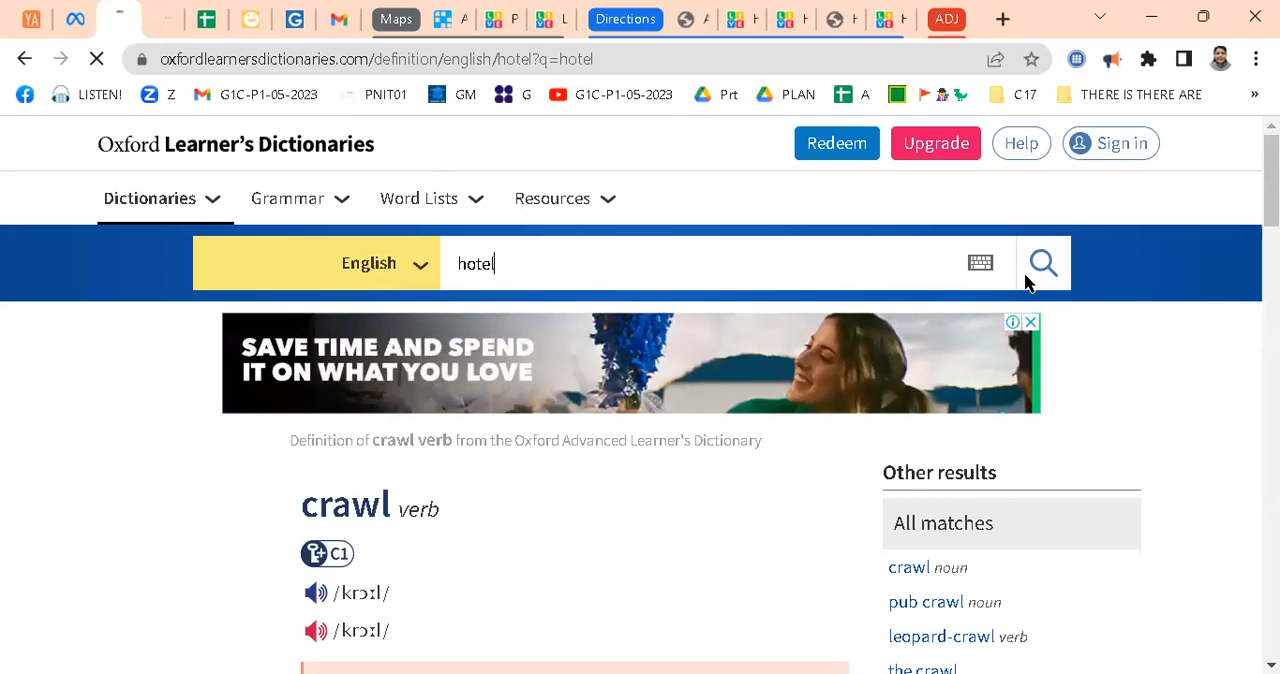 YA Maps A P L Directions A H H H H ADJ
oxfordlearnersdictionaries.com/definition/english/hotel?q=hotel
LISTEN! Z G1C-P1-05-2023 PNIT01 GM G G1C-P1-05-2023 Prt PLAN A C17 THERE IS THERE ARE »
Oxford Learner's Dictionaries Redeem Upgrade Help Sign in
Dictionaries Grammar Word Lists Resources
English hotel
SAVE TIME AND SPEND
IT ON WHAT YOU LOVE
Definition of crawl verb from the Oxford Advanced Learner's Dictionary
Other results
crawl verb
All matches
C1
crawl noun
/krɔːl/
pub crawl noun
/krɔːl/
leopard-crawl verb
the crawl